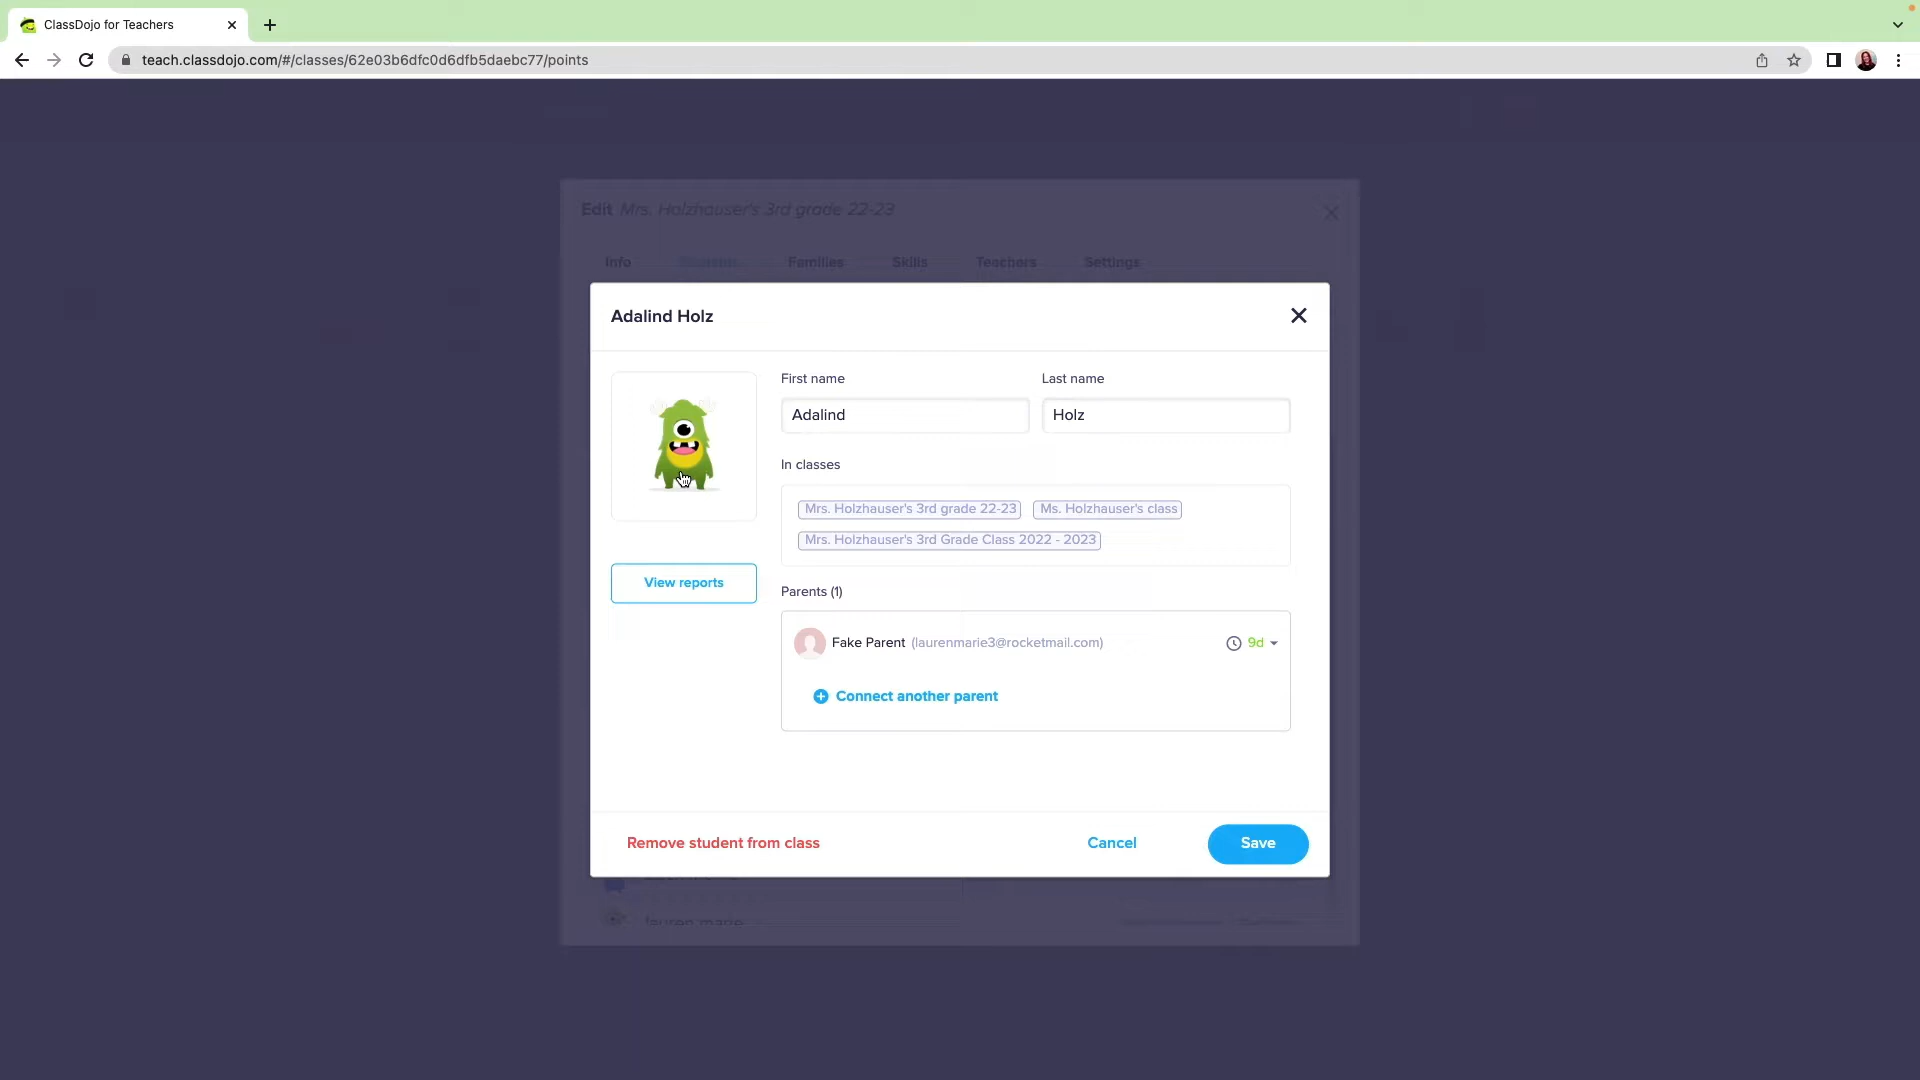 ClassDojo for Teachers
teach.classdojo.com/#/classes/62e03b6dfc0d6dfb5daebc77/points
Edit Mrs. Holzhauser's 3rd grade 22-23
Info Students Families Skills Teachers Settings
Adalind Holz
First name Last name
Adalind Holz
In classes
Mrs. Holzhauser's 3rd grade 22-23 Ms. Holzhauser's class
Mrs. Holzhauser's 3rd Grade Class 2022 - 2023
View reports
Parents (1)
Fake Parent (laurenmarie3@rocketmail.com) 9d
Connect another parent
Remove student from class Cancel Save
lauren marie